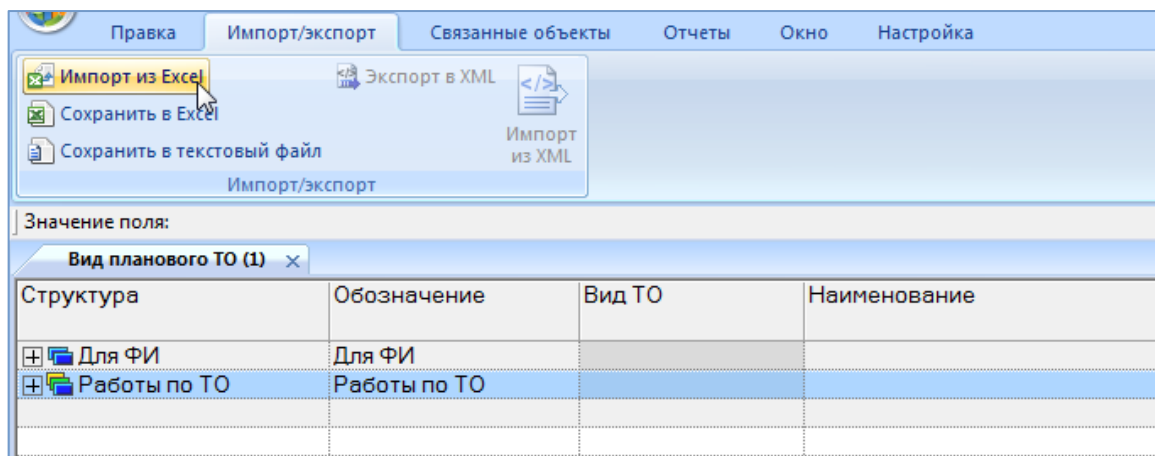 Правка Импорт/экспорт Связанные объекты Отчеты Окно Настройка
Импорт из Excel Экспорт в XML
Сохранить в Excel
Импорт
из XML
Сохранить в текстовый файл
Импорт/экспорт
Значение поля:
Вид планового ТО (1)
Структура Обозначение Вид ТО Наименование
Для ФИ Для ФИ
Работы по ТО Работы по ТО